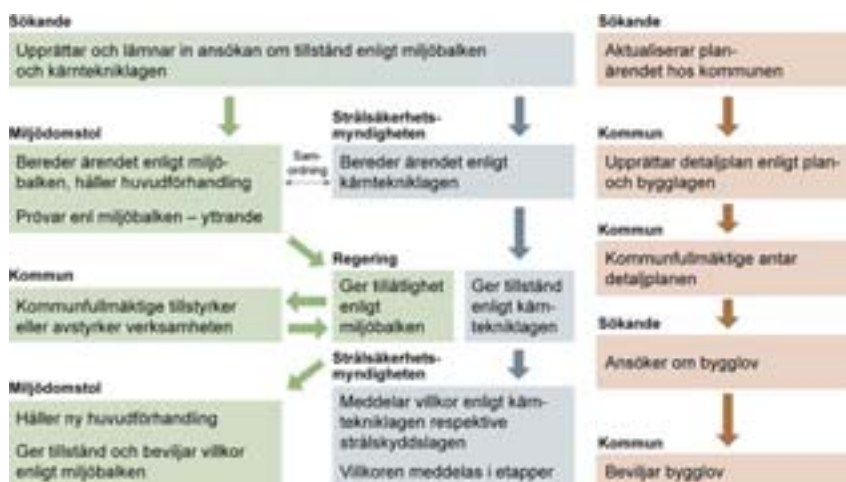 Sökande
Upprättar och lämnar in ansökan om tillstånd enligt miljöbalken
och kärntekniklagen
Miljödomstol
Bereder ärendet enligt miljö-
balken, håller huvudförhandling
Prövar enl miljöbalken – yttrande
Sam-
ordning
Strålsäkerhets-
myndigheten
Bereder ärendet enligt
kärntekniklagen
Regering
Ger tillåtlighet
enligt
miljöbalken
Ger tillstånd
enligt kärn-
tekniklagen
Kommun
Kommunfullmäktige tillstyrker
eller avstyrker verksamheten
Miljödomstol
Håller ny huvudförhandling
Ger tillstånd och beviljar villkor
enligt miljöbalken
Strålsäkerhets-
myndigheten
Meddelar villkor enligt kärn-
tekniklagen respektive
strålskyddslagen
Villkoren meddelas i etapper
Sökande
Aktualiserar plan-
ärendet hos kommunen
Kommun
Upprättar detaljplan enligt plan-
och bygglagen
Kommun
Kommunfullmäktige antar
detaljplanen
Sökande
Ansöker om bygglov
Kommun
Beviljar bygglov